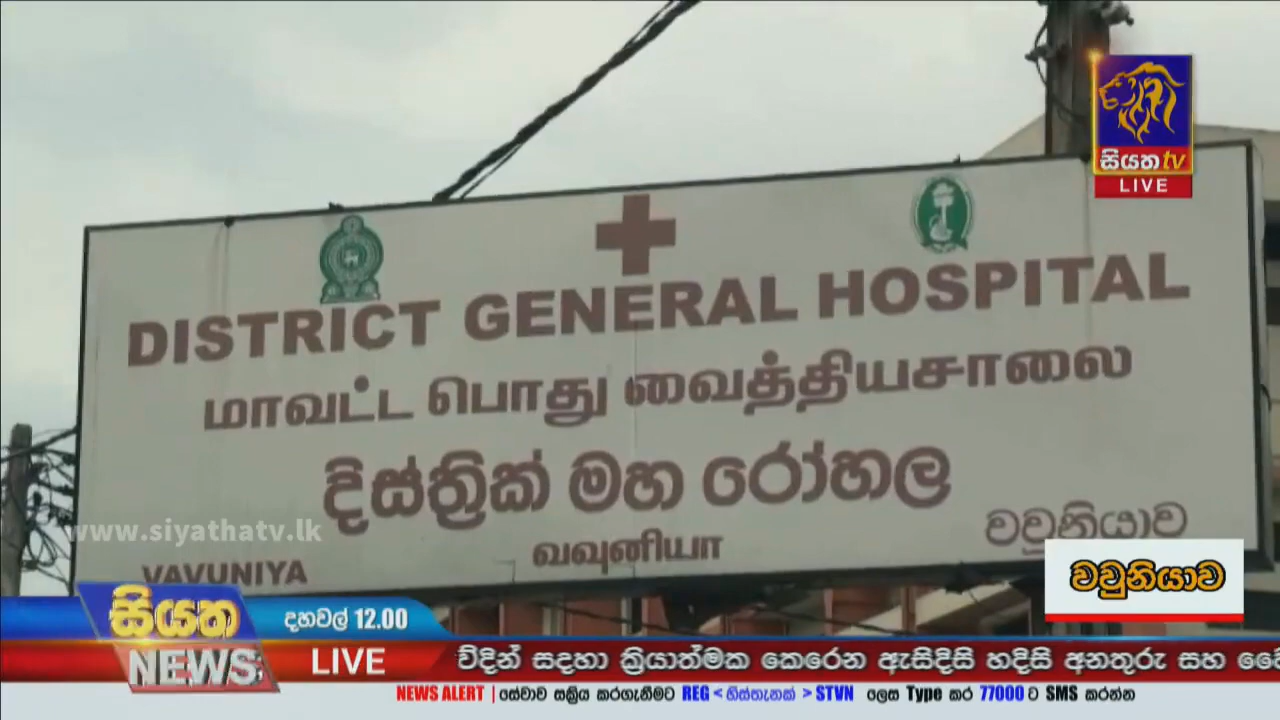 සියත tv
LIVE
DISTRICT GENERAL HOSPITAL
மாவட்ட பொது வைத்தியசாலை
දිස්ත්‍රික් මහ රෝහල
www.siyathatv.lk
වවුනියාව
வவுனியா
VAVUNIYA
වවුනියාව
සියත
NEWS
දහවල් 12.00
LIVE
ව්දින් සදහා ක්‍රියාත්මක කෙරෙන ඇසිදිසි හදිසි අනතුරු සහ
NEWS ALERT | සේවාව සක්‍රිය කරගැනීමට REG < හිස්තැනක් > STVN ලෙස Type කර 77000 ට SMS කරන්න